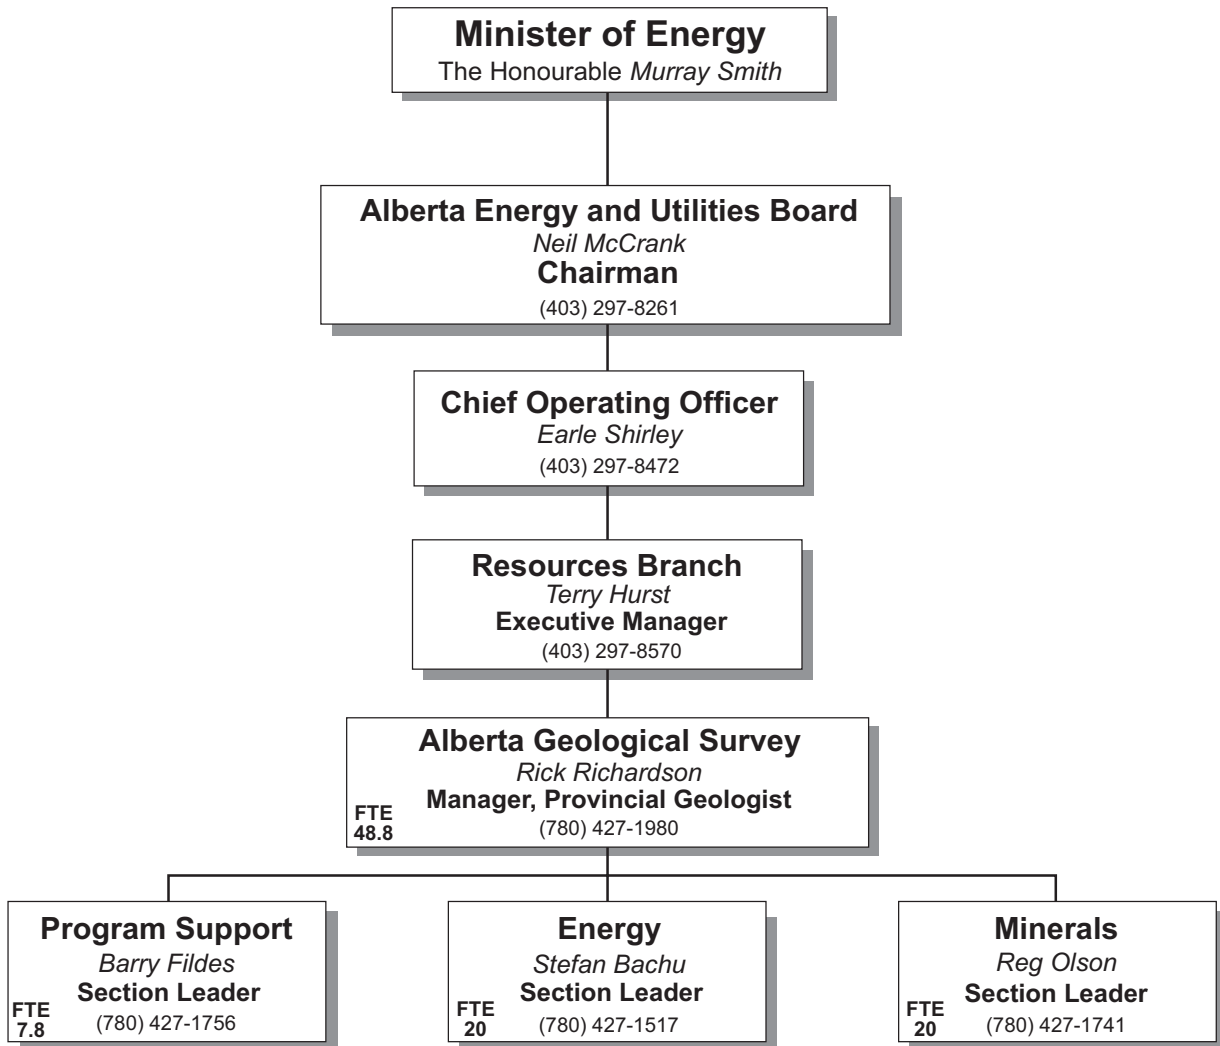 Minister of Energy
The Honourable Murray Smith
Alberta Energy and Utilities Board
Neil McCrank
Chairman
(403) 297-8261
Chief Operating Officer
Earle Shirley
(403) 297-8472
Resources Branch
Terry Hurst
Executive Manager
(403) 297-8570
Alberta Geological Survey
Rick Richardson
Manager, Provincial Geologist
(780) 427-1980
FTE
48.8
Program Support
Barry Fildes
Section Leader
(780) 427-1756
FTE
7.8
Energy
Stefan Bachu
Section Leader
(780) 427-1517
FTE
20
Minerals
Reg Olson
Section Leader
(780) 427-1741
FTE
20